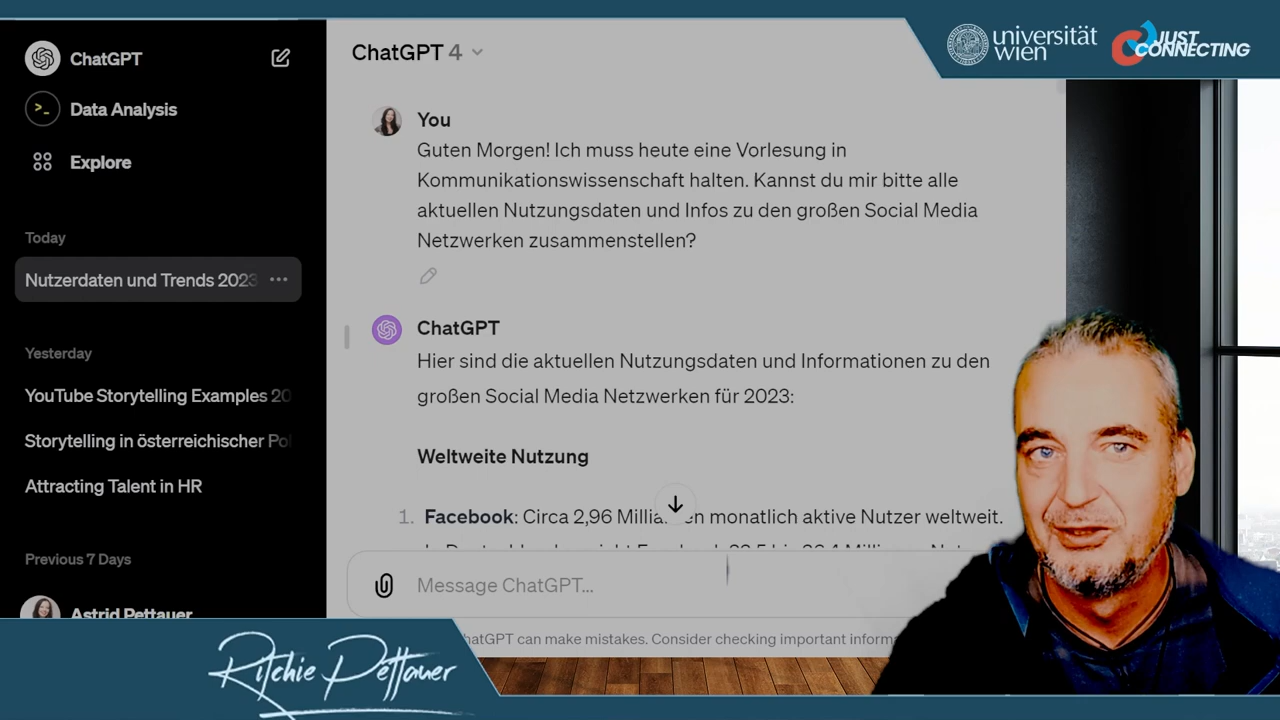 ChatGPT
Data Analysis
Explore
Today
Nutzerdaten und Trends 2023
Yesterday
YouTube Storytelling Examples 20
Storytelling in österreichischer Pol
Attracting Talent in HR
Previous 7 Days
Astrid Pettauer
ChatGPT 4
You
Guten Morgen! Ich muss heute eine Vorlesung in
Kommunikationswissenschaft halten. Kannst du mir bitte alle
aktuellen Nutzungsdaten und Infos zu den großen Social Media
Netzwerken zusammenstellen?
ChatGPT
Hier sind die aktuellen Nutzungsdaten und Informationen zu den
großen Social Media Netzwerken für 2023:
Weltweite Nutzung
1. Facebook: Circa 2,96 monatlich aktive Nutzer weltweit.
Message ChatGPT...
hatGPT can make mistakes. Consider checking important inform
universität
wien
JUST
CONNECTING
Ritchie Pettauer